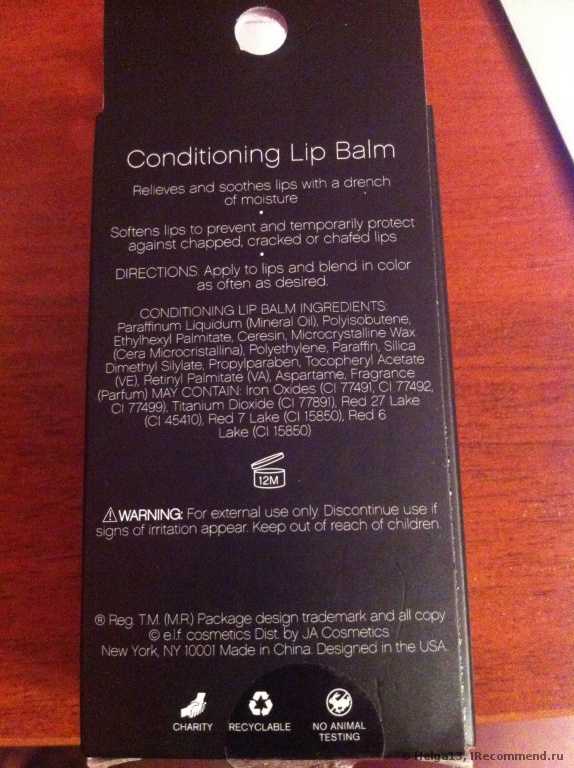 Conditioning Lip Balm
Relieves and soothes lips with a drench
of moisture
•
Softens lips to prevent and temporarily protect
against chapped, cracked or chafed lips
•
DIRECTIONS: Apply to lips and blend in color
as often as desired.
CONDITIONING LIP BALM INGREDIENTS:
Paraffinum Liquidum (Mineral Oil), Polyisobutene,
Ethylhexyl Palmitate, Ceresin, Microcrystalline Wax
(Cera Microcristallina), Polyethylene, Paraffin, Silica
Dimethyl Silylate, Propylparaben, Tocopheryl Acetate
(VE), Retinyl Palmitate (VA), Aspartame, Fragrance
(Parfum) MAY CONTAIN: Iron Oxides (CI 77491, CI 77492,
CI 77499), Titanium Dioxide (CI 77891), Red 27 Lake
(CI 45410), Red 7 Lake (CI 15850), Red 6
Lake (CI 15850)
12M
⚠WARNING: For external use only. Discontinue use if
signs of irritation appear. Keep out of reach of children.
® Reg. T.M. (M.R.) Package design trademark and all copy
© e.l.f. cosmetics Dist. by JA Cosmetics
New York, NY 10001 Made in China. Designed in the USA.
CHARITY RECYCLABLE NO ANIMAL
TESTING
© Helga13, IRecommend.ru